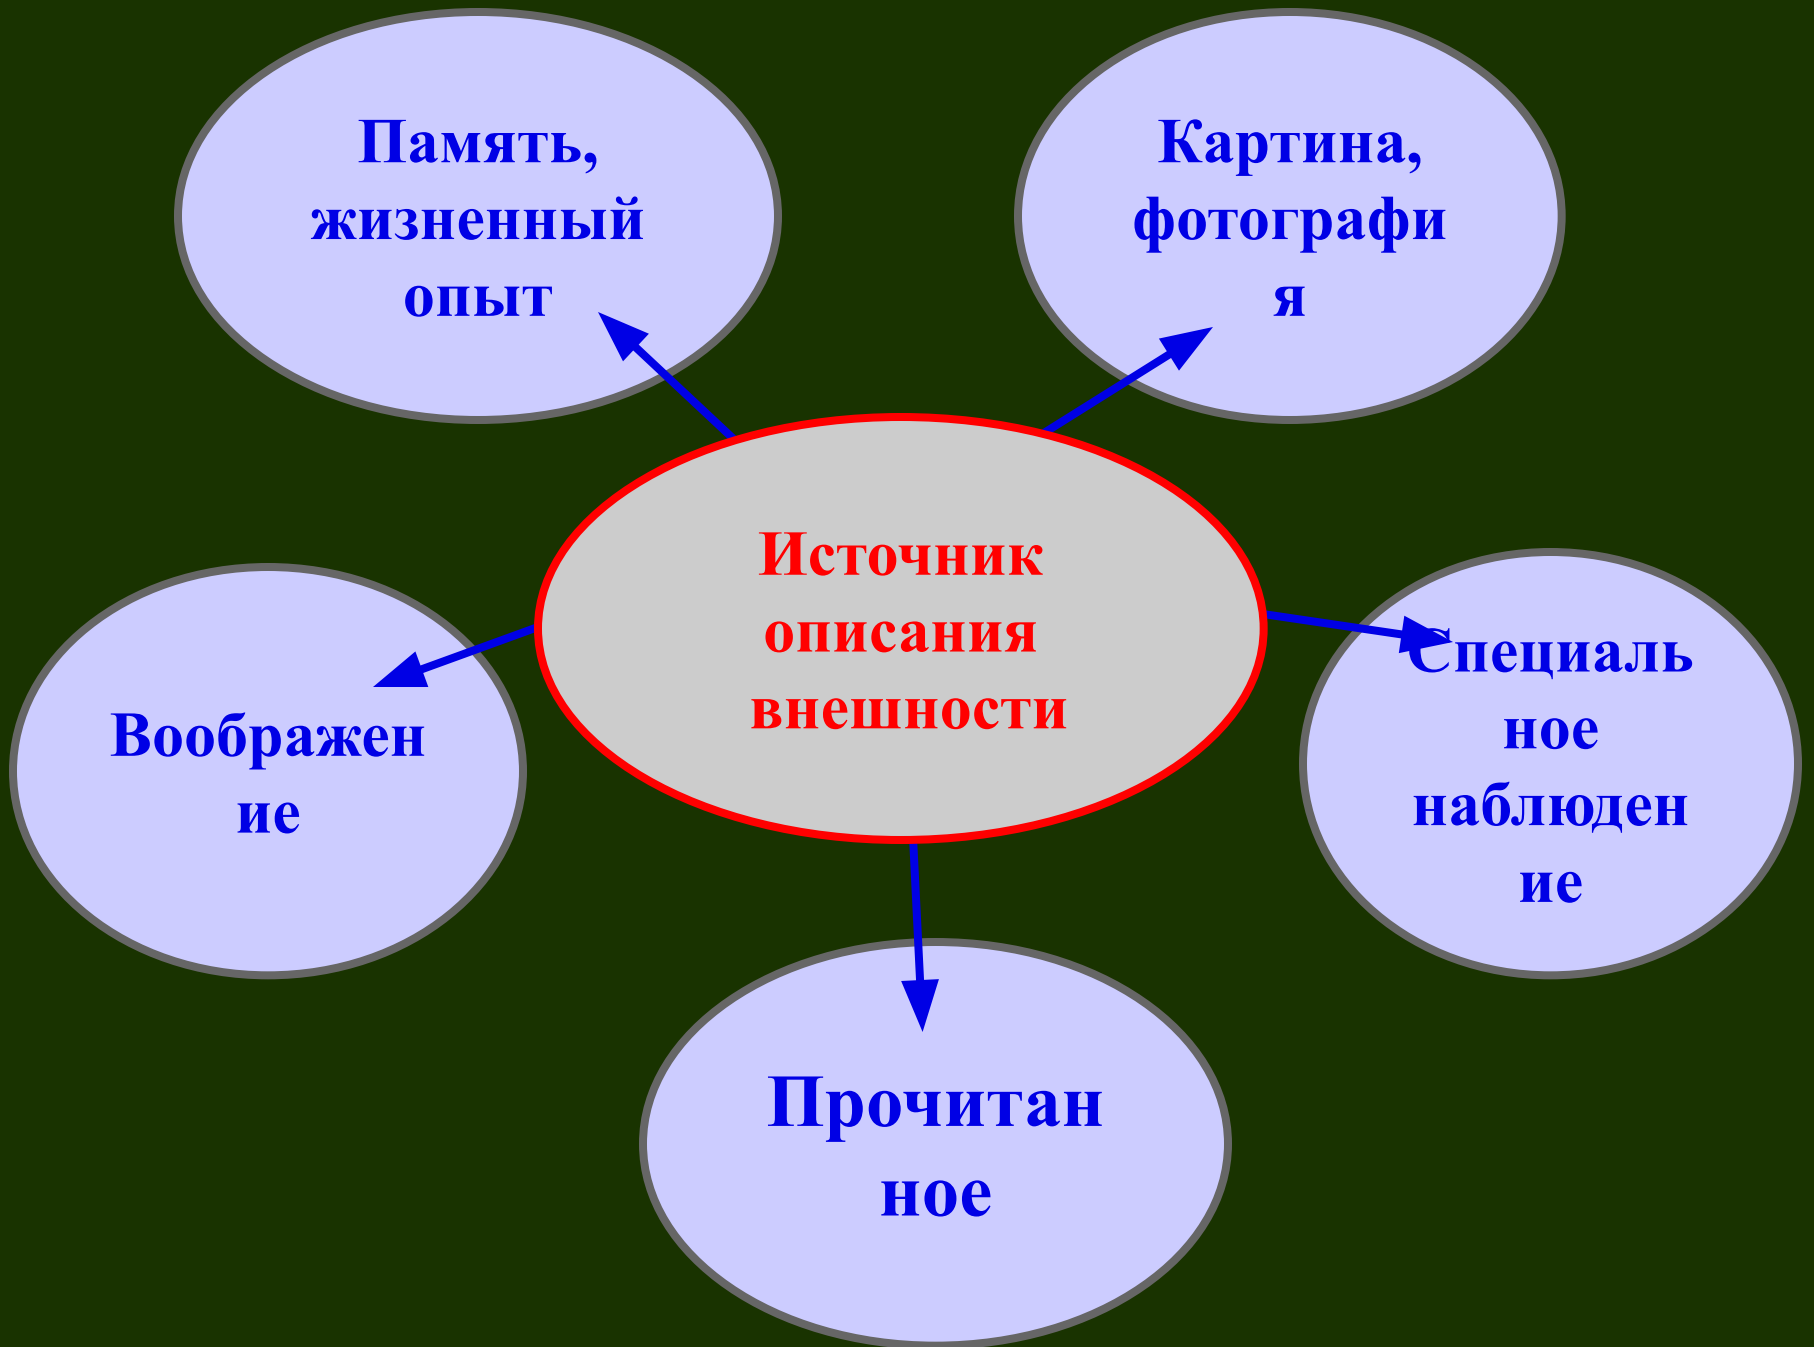 Память,
жизненный
опыт
Картина,
фотографи
я
Источник
описания
внешности
Воображен
ие
Специаль
ное
наблюден
ие
Прочитан
ное